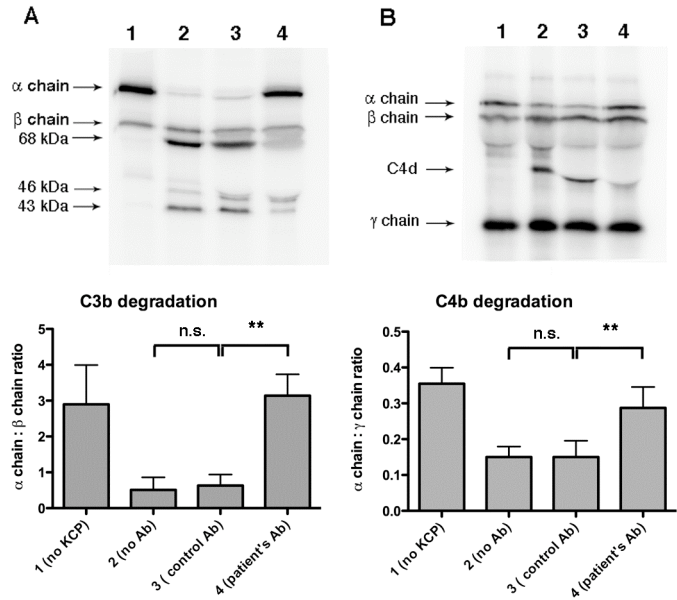 A
1 2 3 4
α chain
β chain
68 kDa
46 kDa
43 kDa
C3b degradation
n.s. **
α chain : β chain ratio
5
4
3
2
1
0
1 (no KCP)
2 (no Ab)
3 ( control Ab)
4 (patient's Ab)
B
1 2 3 4
α chain
β chain
C4d
γ chain
C4b degradation
n.s. **
α chain : γ chain ratio
0.5
0.4
0.3
0.2
0.1
0.0
1 (no KCP)
2 (no Ab)
3 ( control Ab)
4 (patient's Ab)